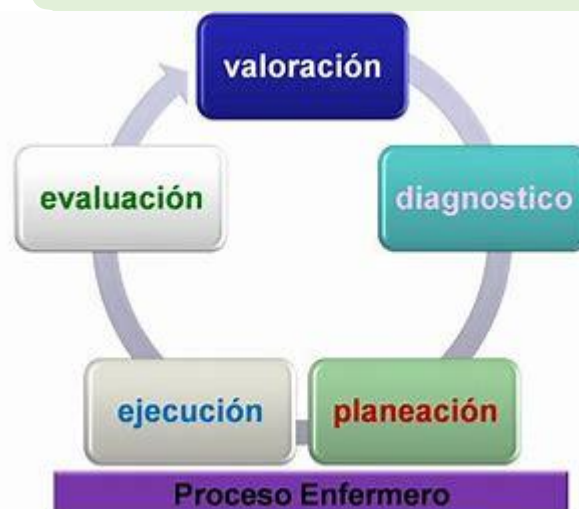 valoración
diagnostico
planeación
ejecución
evaluación
Proceso Enfermero